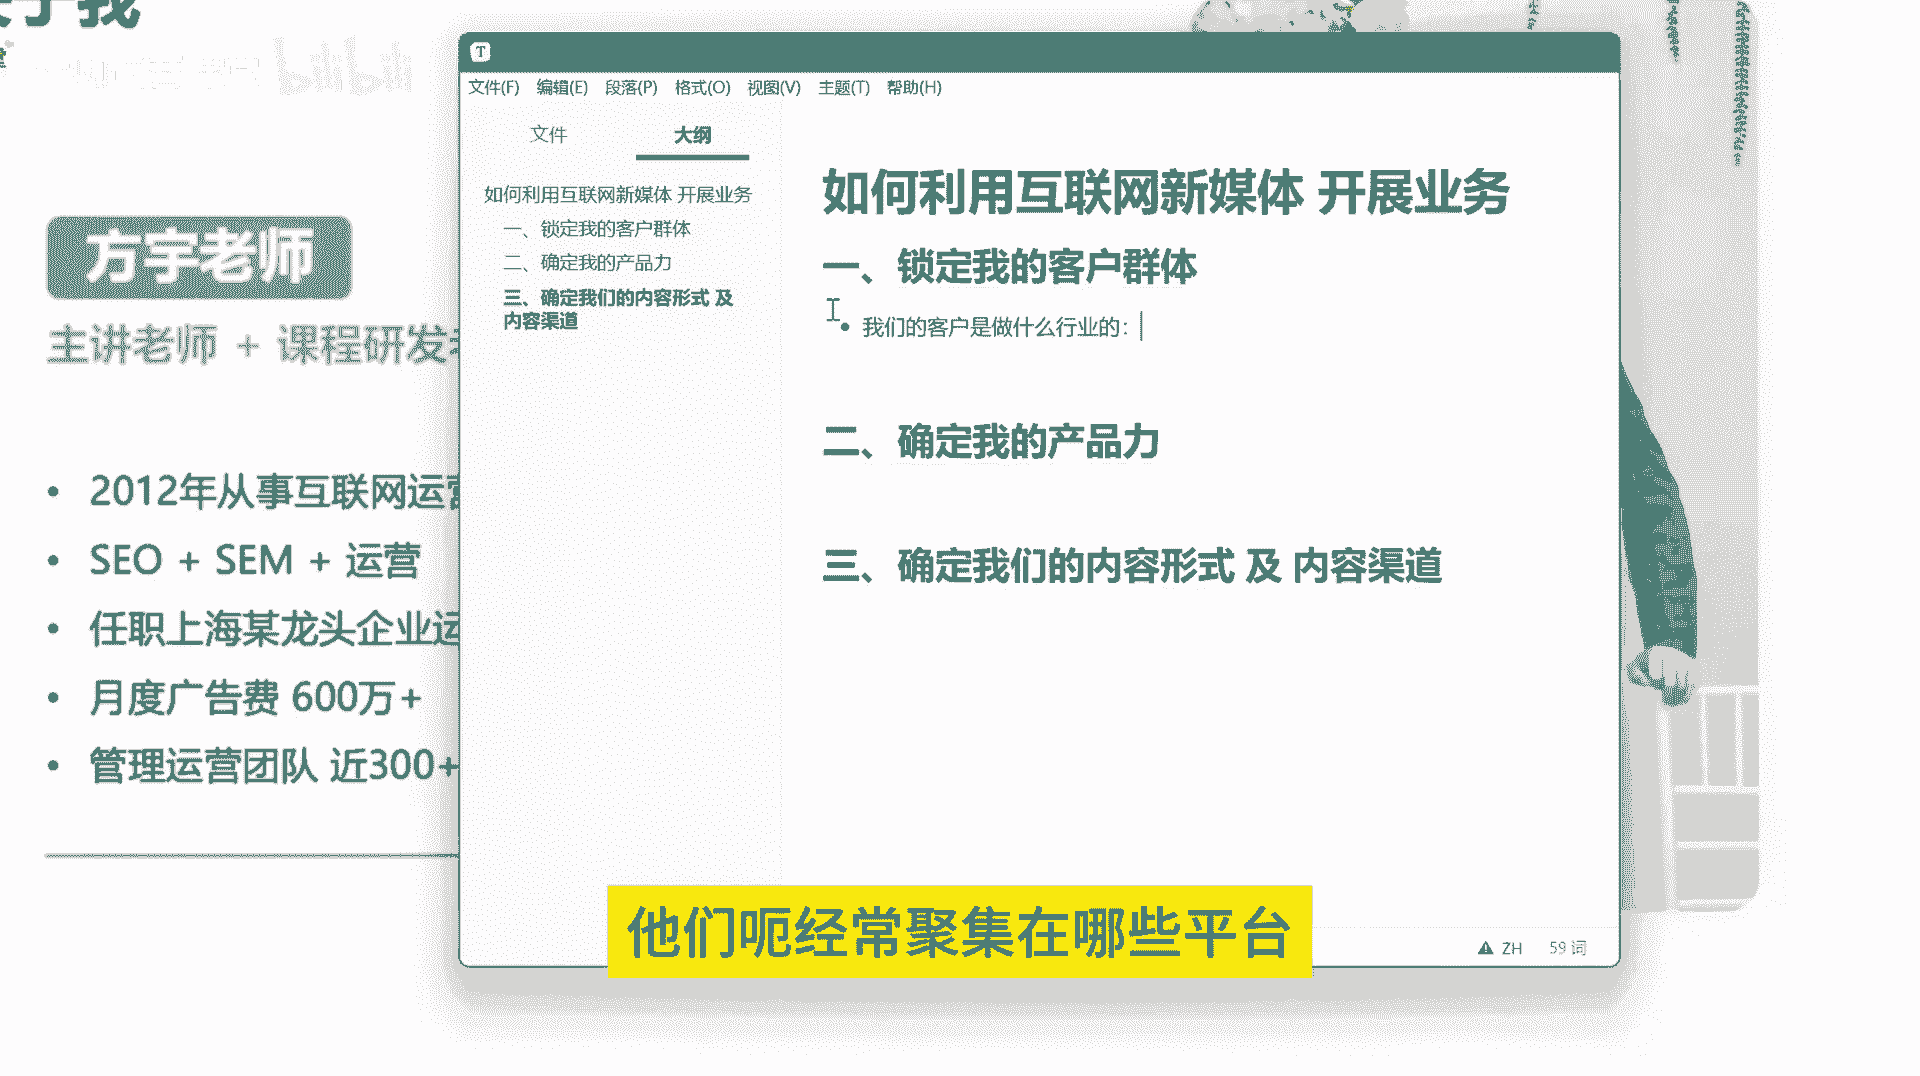 于我
bilibili
方宇老师
主讲老师 + 课程研发
2012年从事互联网运营
SEO + SEM + 运营
任职上海某龙头企业运
月度广告费 600万+
管理运营团队 近300+
T
文件(F) 编辑(E) 段落(P) 格式(O) 视图(V) 主题(T) 帮助(H)
文件 大纲
如何利用互联网新媒体 开展业务
一、锁定我的客户群体
二、确定我的产品力
三、确定我们的内容形式 及
内容渠道
如何利用互联网新媒体 开展业务
一、锁定我的客户群体
我们的客户是做什么行业的：
二、确定我的产品力
三、确定我们的内容形式 及 内容渠道
ZH 59 词
他们呃经常聚集在哪些平台